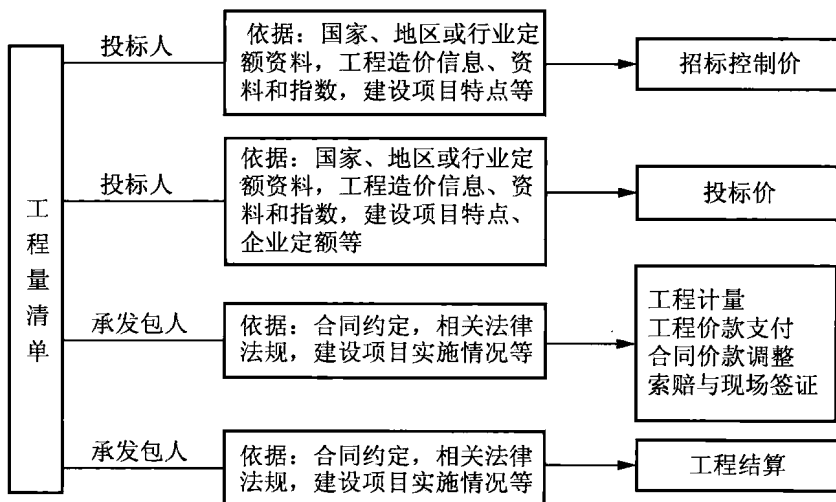 工程量清单
投标人
依据：国家、地区或行业定
额资料，工程造价信息、资
料和指数，建设项目特点等
招标控制价
投标人
依据：国家、地区或行业定
额资料，工程造价信息、资
料和指数，建设项目特点、
企业定额等
投标价
承发包人
依据：合同约定，相关法律
法规，建设项目实施情况等
工程计量
工程价款支付
合同价款调整
索赔与现场签证
承发包人
依据：合同约定，相关法律
法规，建设项目实施情况等
工程结算